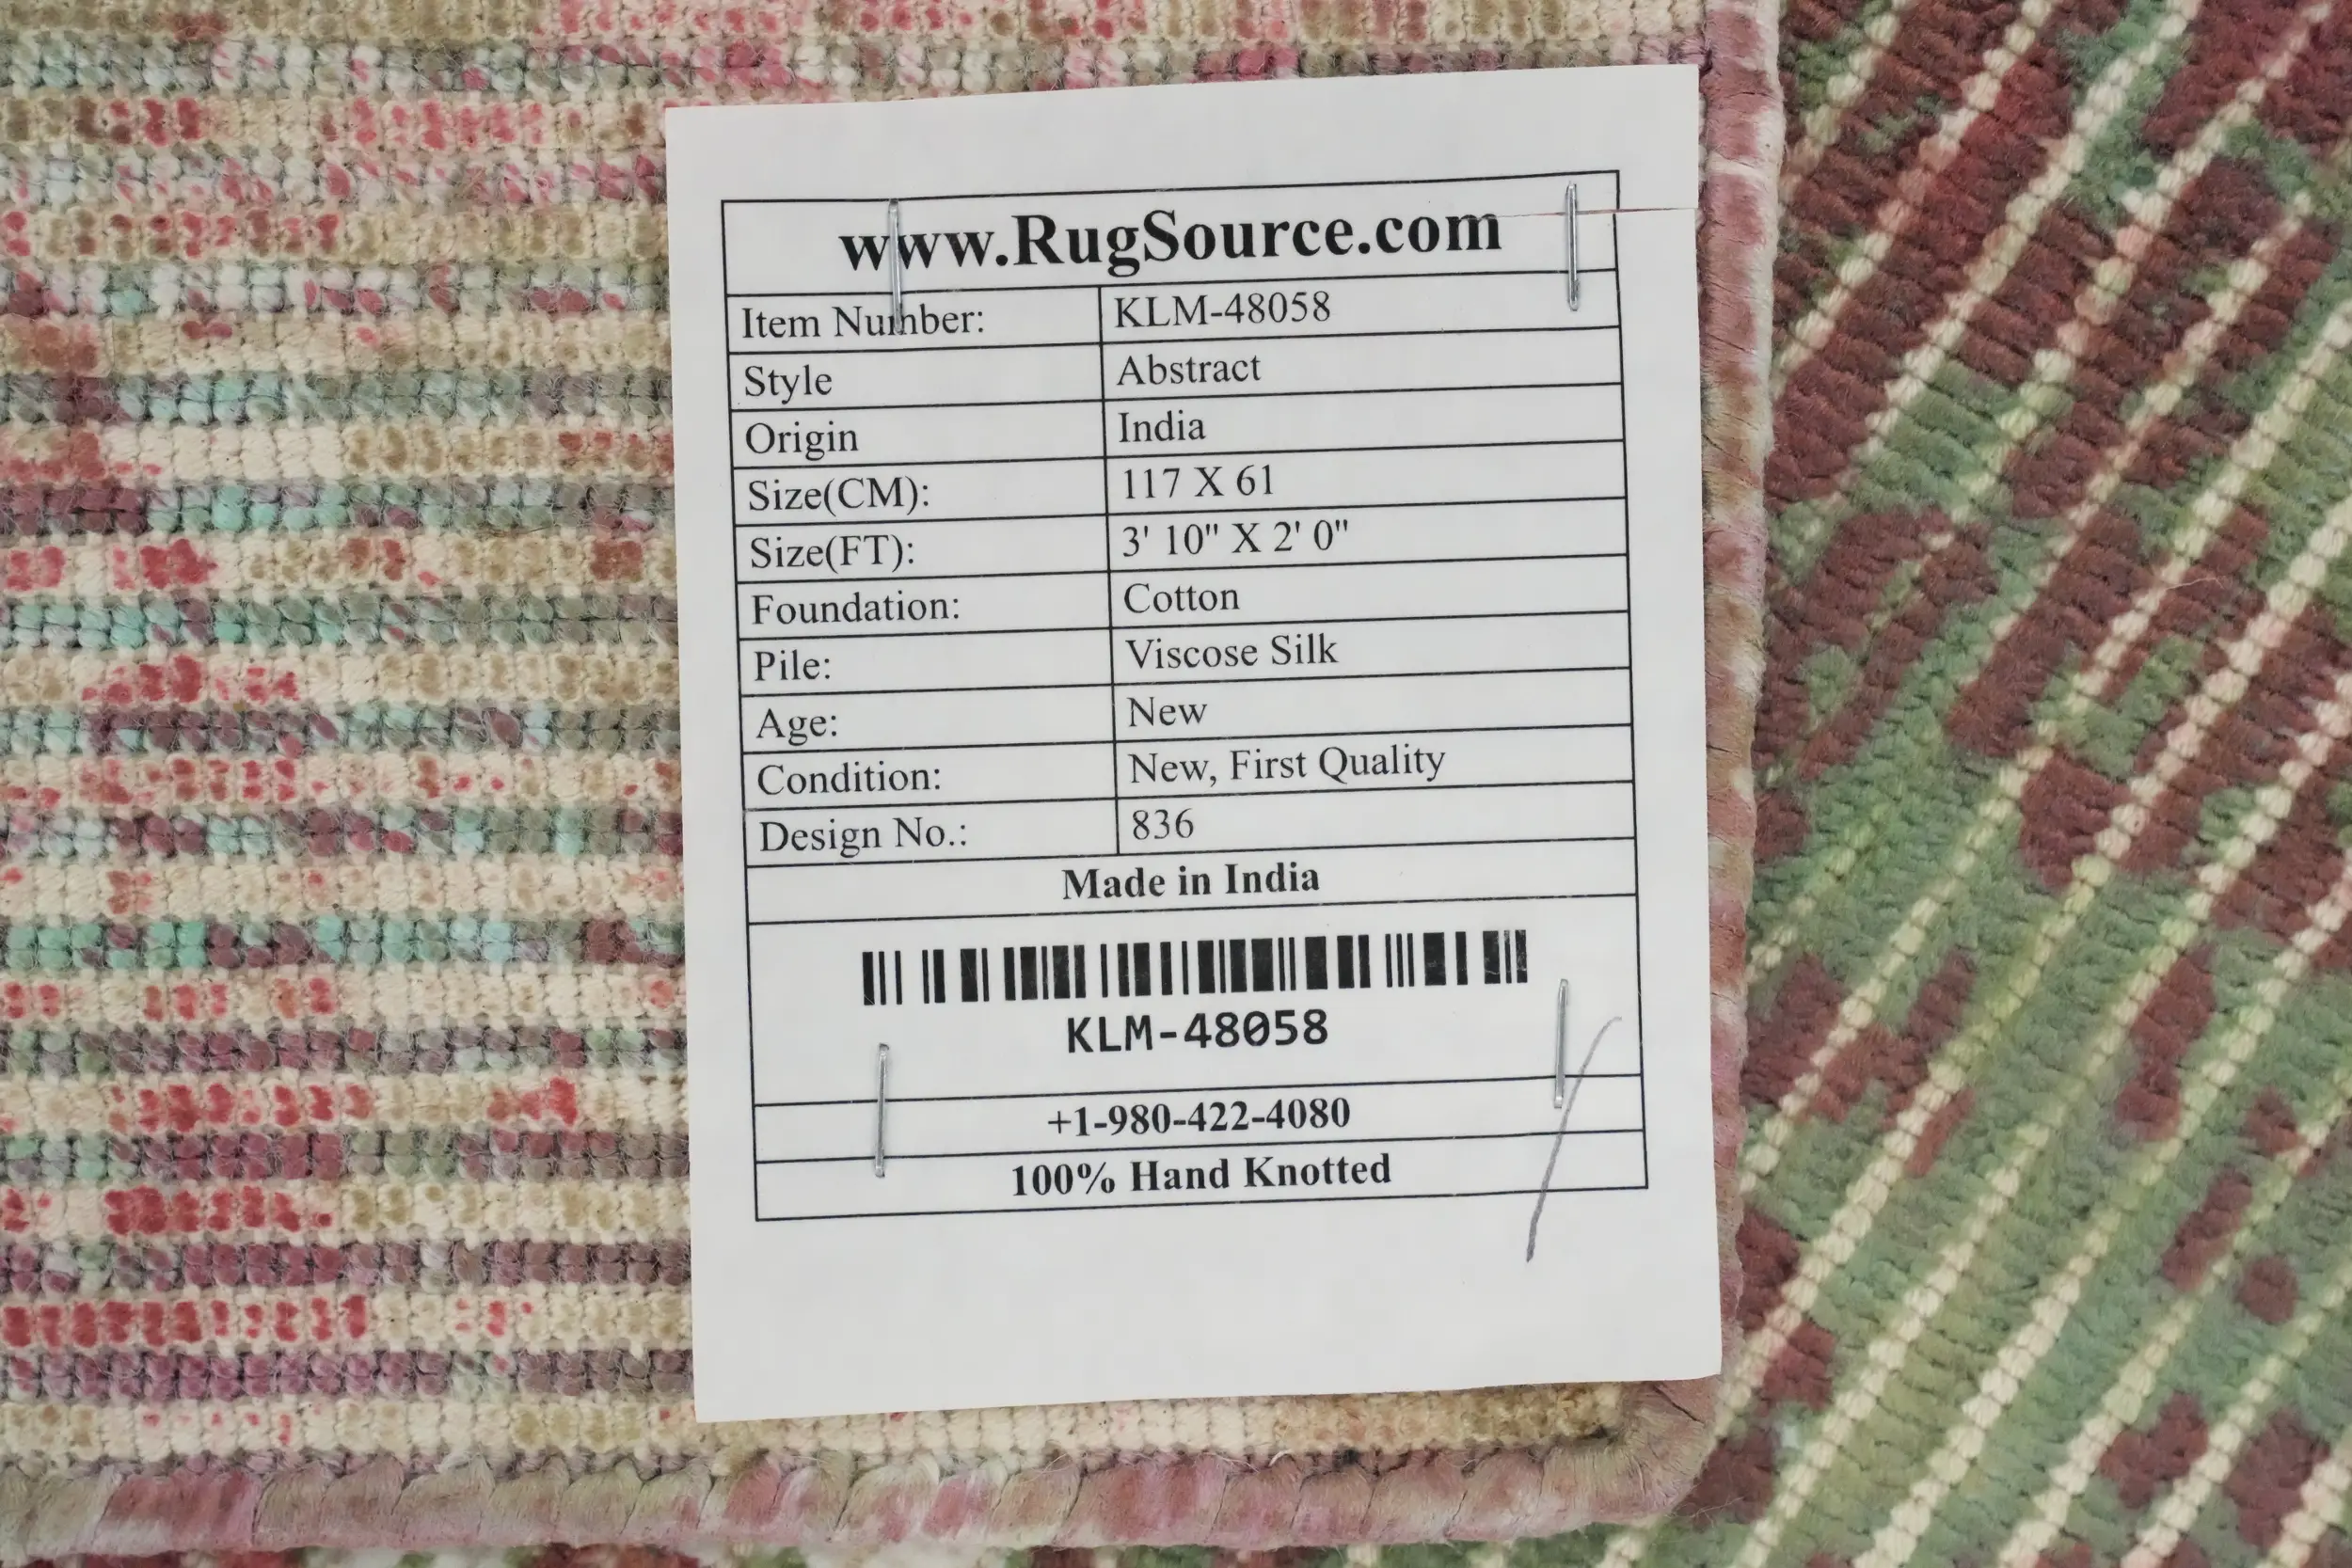 www.RugSource.com
Item Number: KLM-48058
Style Abstract
Origin India
Size(CM): 117 X 61
Size(FT): 3' 10" X 2' 0"
Foundation: Cotton
Pile: Viscose Silk
Age: New
Condition: New, First Quality
Design No.: 836
Made in India
KLM-48058
+1-980-422-4080
100% Hand Knotted